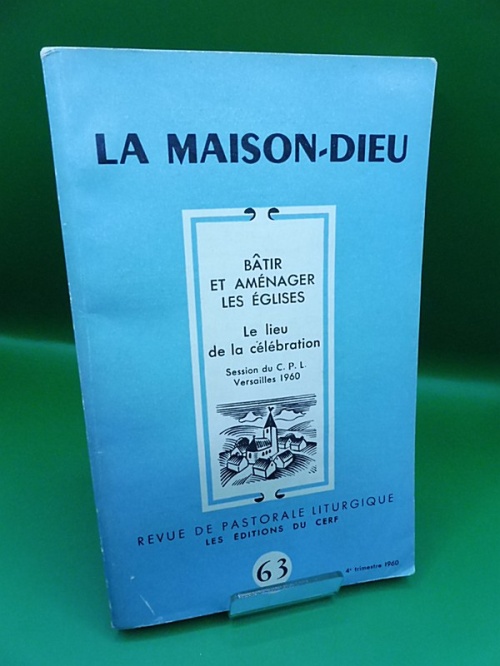 LA MAISON-DIEU
BÂTIR
ET AMÉNAGER
LES ÉGLISES
Le lieu
de la célébration
Session du C. P. L.
Versailles 1960
REVUE DE PASTORALE LITURGIQUE
LES ÉDITIONS DU CERF
63
4e trimestre 1960